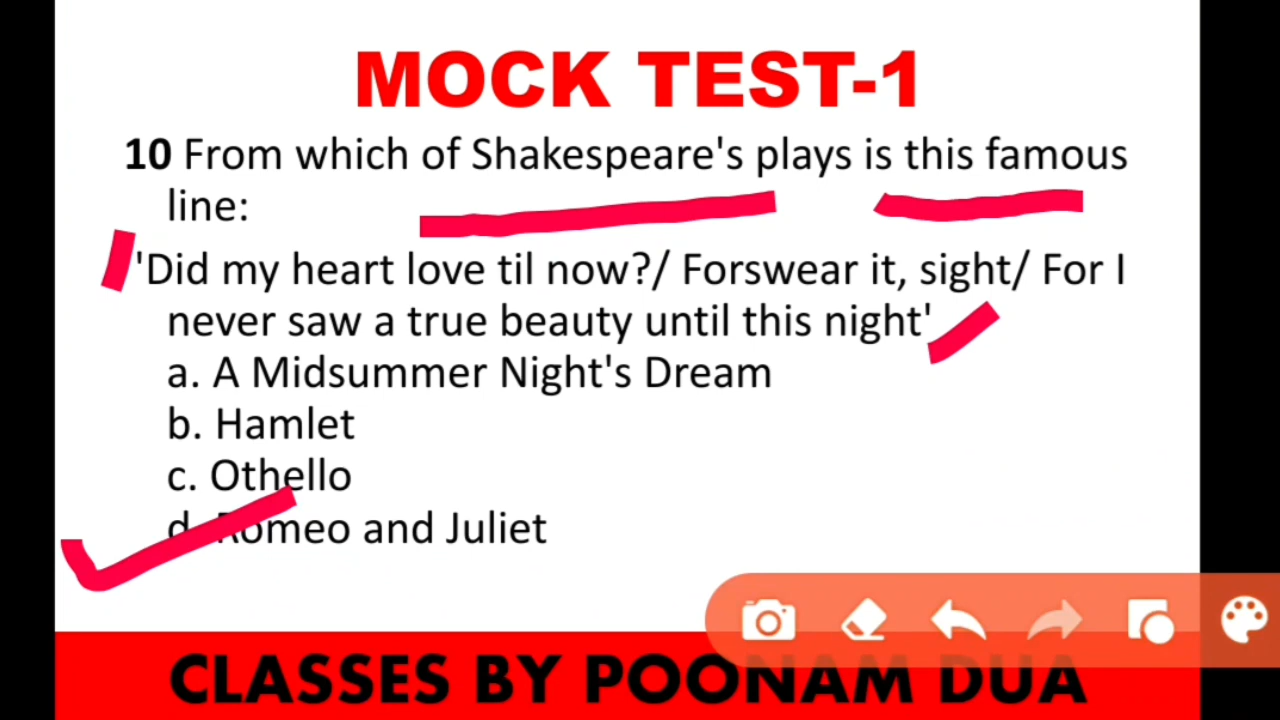 MOCK TEST-1
10 From which of Shakespeare's plays is this famous
line:
'Did my heart love til now?/ Forswear it, sight/ For I
never saw a true beauty until this night'
a. A Midsummer Night's Dream
b. Hamlet
c. Othello
d. Romeo and Juliet
CLASSES BY POONAM DUA